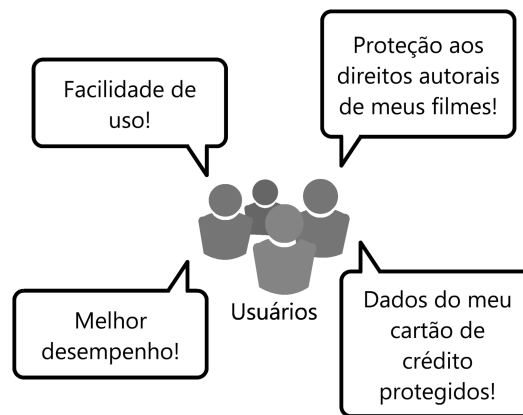 Facilidade de
uso!
Proteção aos
direitos autorais
de meus filmes!
Melhor
desempenho!
Usuários
Dados do meu
cartão de
crédito
protegidos!